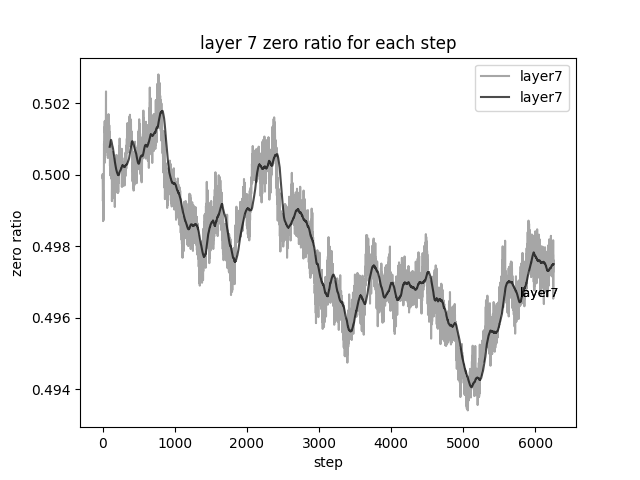 layer 7 zero ratio for each step
layer7
layer7
0.502
0.500
0.498
0.496
0.494
zero ratio
layer7
0 1000 2000 3000 4000 5000 6000
step